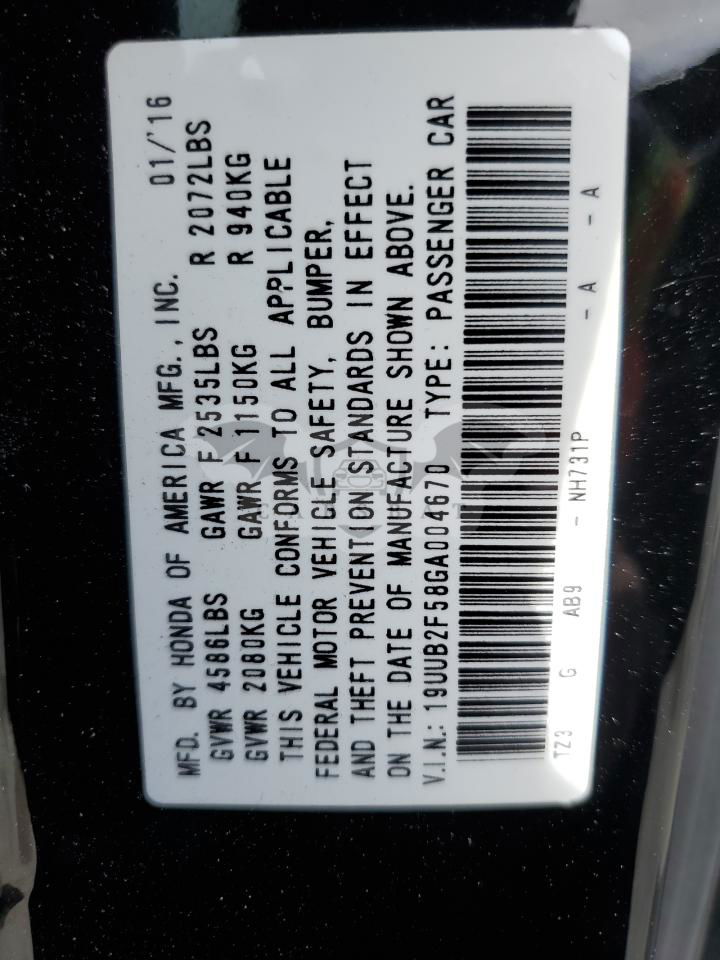 MFD. BY HONDA OF AMERICA MFG., INC. 01/'16
GVWR 4586LBS GAWR F 2535LBS R 2072LBS
GVWR 2080KG GAWR F 1150KG R 940KG
THIS VEHICLE CONFORMS TO ALL APPLICABLE
FEDERAL MOTOR VEHICLE SAFETY, BUMPER,
AND THEFT PREVENTION STANDARDS IN EFFECT
ON THE DATE OF MANUFACTURE SHOWN ABOVE.
V.I.N.: 19UUB2F58GA004670 TYPE: PASSENGER CAR
TZ3 G AB9 - NH731P - A - A